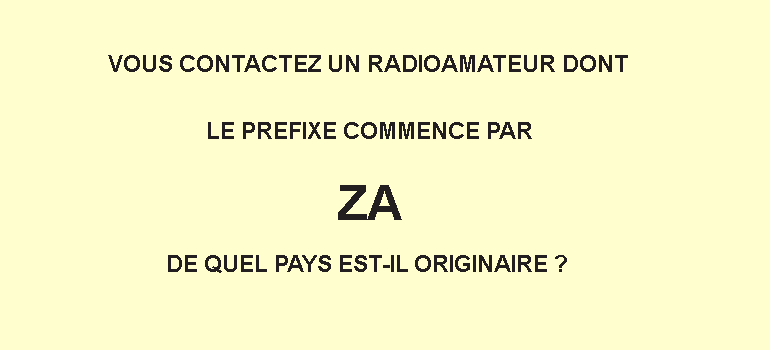 VOUS CONTACTEZ UN RADIOAMATEUR DONT
LE PREFIXE COMMENCE PAR
ZA
DE QUEL PAYS EST-IL ORIGINAIRE ?